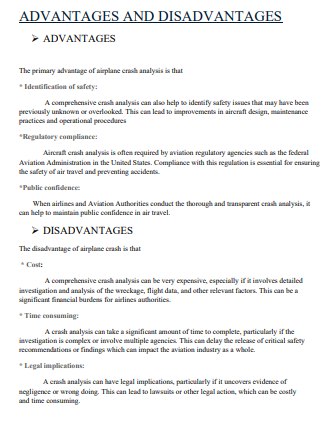 ADVANTAGES AND DISADVANTAGES
➢ ADVANTAGES
The primary advantage of airplane crash analysis is that
* Identification of safety:
A comprehensive crash analysis can also help to identify safety issues that may have been
previously unknown or overlooked. This can lead to improvements in aircraft design, maintenance
practices and operational procedures
*Regulatory compliance:
Aircraft crash analysis is often required by aviation regulatory agencies such as the federal
Aviation Administration in the United States. Compliance with this regulation is essential for ensuring
the safety of air travel and preventing accidents.
*Public confidence:
When airlines and Aviation Authorities conduct the thorough and transparent crash analysis, it
can help to maintain public confidence in air travel.
➢ DISADVANTAGES
The disadvantage of airplane crash is that
* Cost:
A comprehensive crash analysis can be very expensive, especially if it involves detailed
investigation and analysis of the wreckage, flight data, and other relevant factors. This can be a
significant financial burdens for airlines authorities.
* Time consuming:
A crash analysis can take a significant amount of time to complete, particularly if the
investigation is complex or involve multiple agencies. This can delay the release of critical safety
recommendations or findings which can impact the aviation industry as a whole.
* Legal implications:
A crash analysis can have legal implications, particularly if it uncovers evidence of
negligence or wrong doing. This can lead to lawsuits or other legal action, which can be costly
and time consuming.